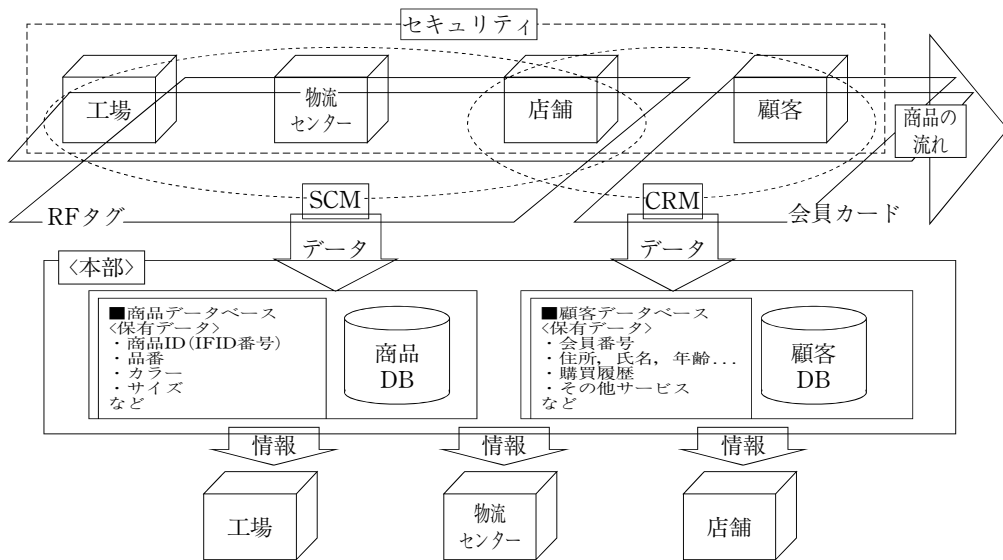 セキュリティ
工場
物流
センター
店舗
顧客
商品の
流れ
RFタグ
SCM
CRM
会員カード
データ
データ
〈本部〉
■商品データベース
<保有データ>
・商品ID(IFID番号)
・品番
・カラー
・サイズ
など
商品
DB
■顧客データベース
<保有データ>
・会員番号
・住所，氏名，年齢...
・購買履歴
・その他サービス
など
顧客
DB
情報
情報
情報
工場
物流
センター
店舗